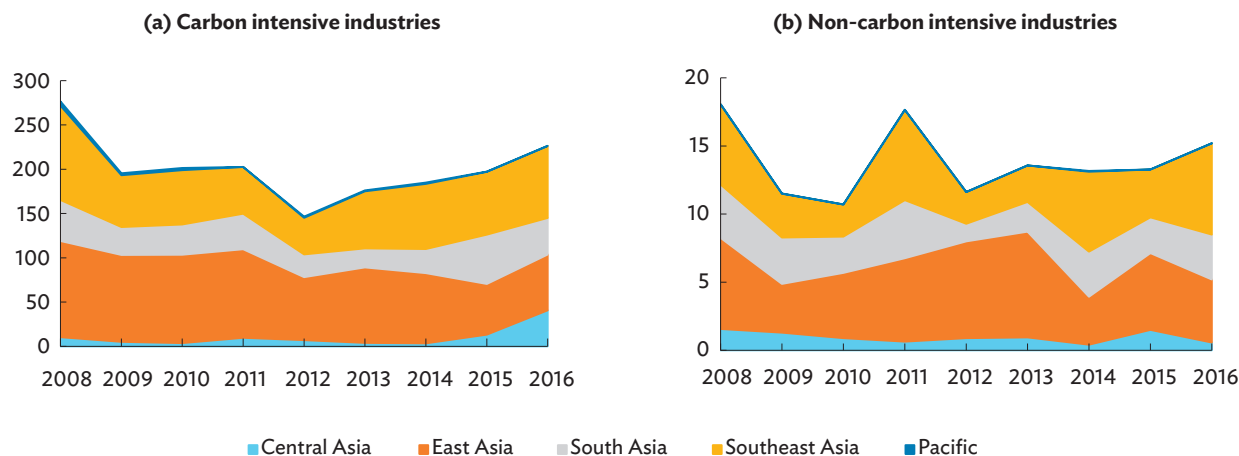 (a) Carbon intensive industries
300
250
200
150
100
50
0
2008 2009 2010 2011 2012 2013 2014 2015 2016
(b) Non-carbon intensive industries
20
15
10
5
0
2008 2009 2010 2011 2012 2013 2014 2015 2016
Central Asia East Asia South Asia Southeast Asia Pacific